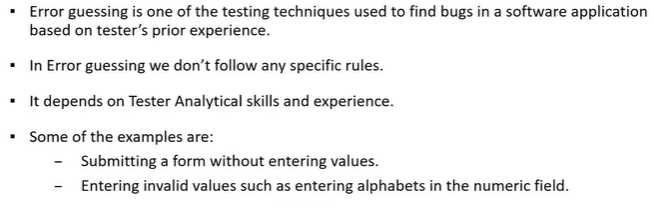 ▪ Error guessing is one of the testing techniques used to find bugs in a software application
based on tester’s prior experience.
▪ In Error guessing we don’t follow any specific rules.
▪ It depends on Tester Analytical skills and experience.
▪ Some of the examples are:
– Submitting a form without entering values.
– Entering invalid values such as entering alphabets in the numeric field.